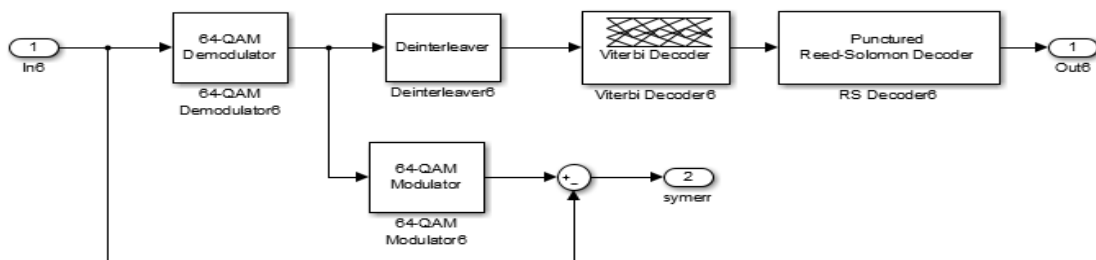 1
In6
64-QAM
Demodulator
64-QAM
Demodulator6
Deinterleaver
Deinterleaver6
Viterbi Decoder
Viterbi Decoder6
Punctured
Reed-Solomon Decoder
RS Decoder6
1
Out6
64-QAM
Modulator
64-QAM
Modulator6
+
−
2
symerr